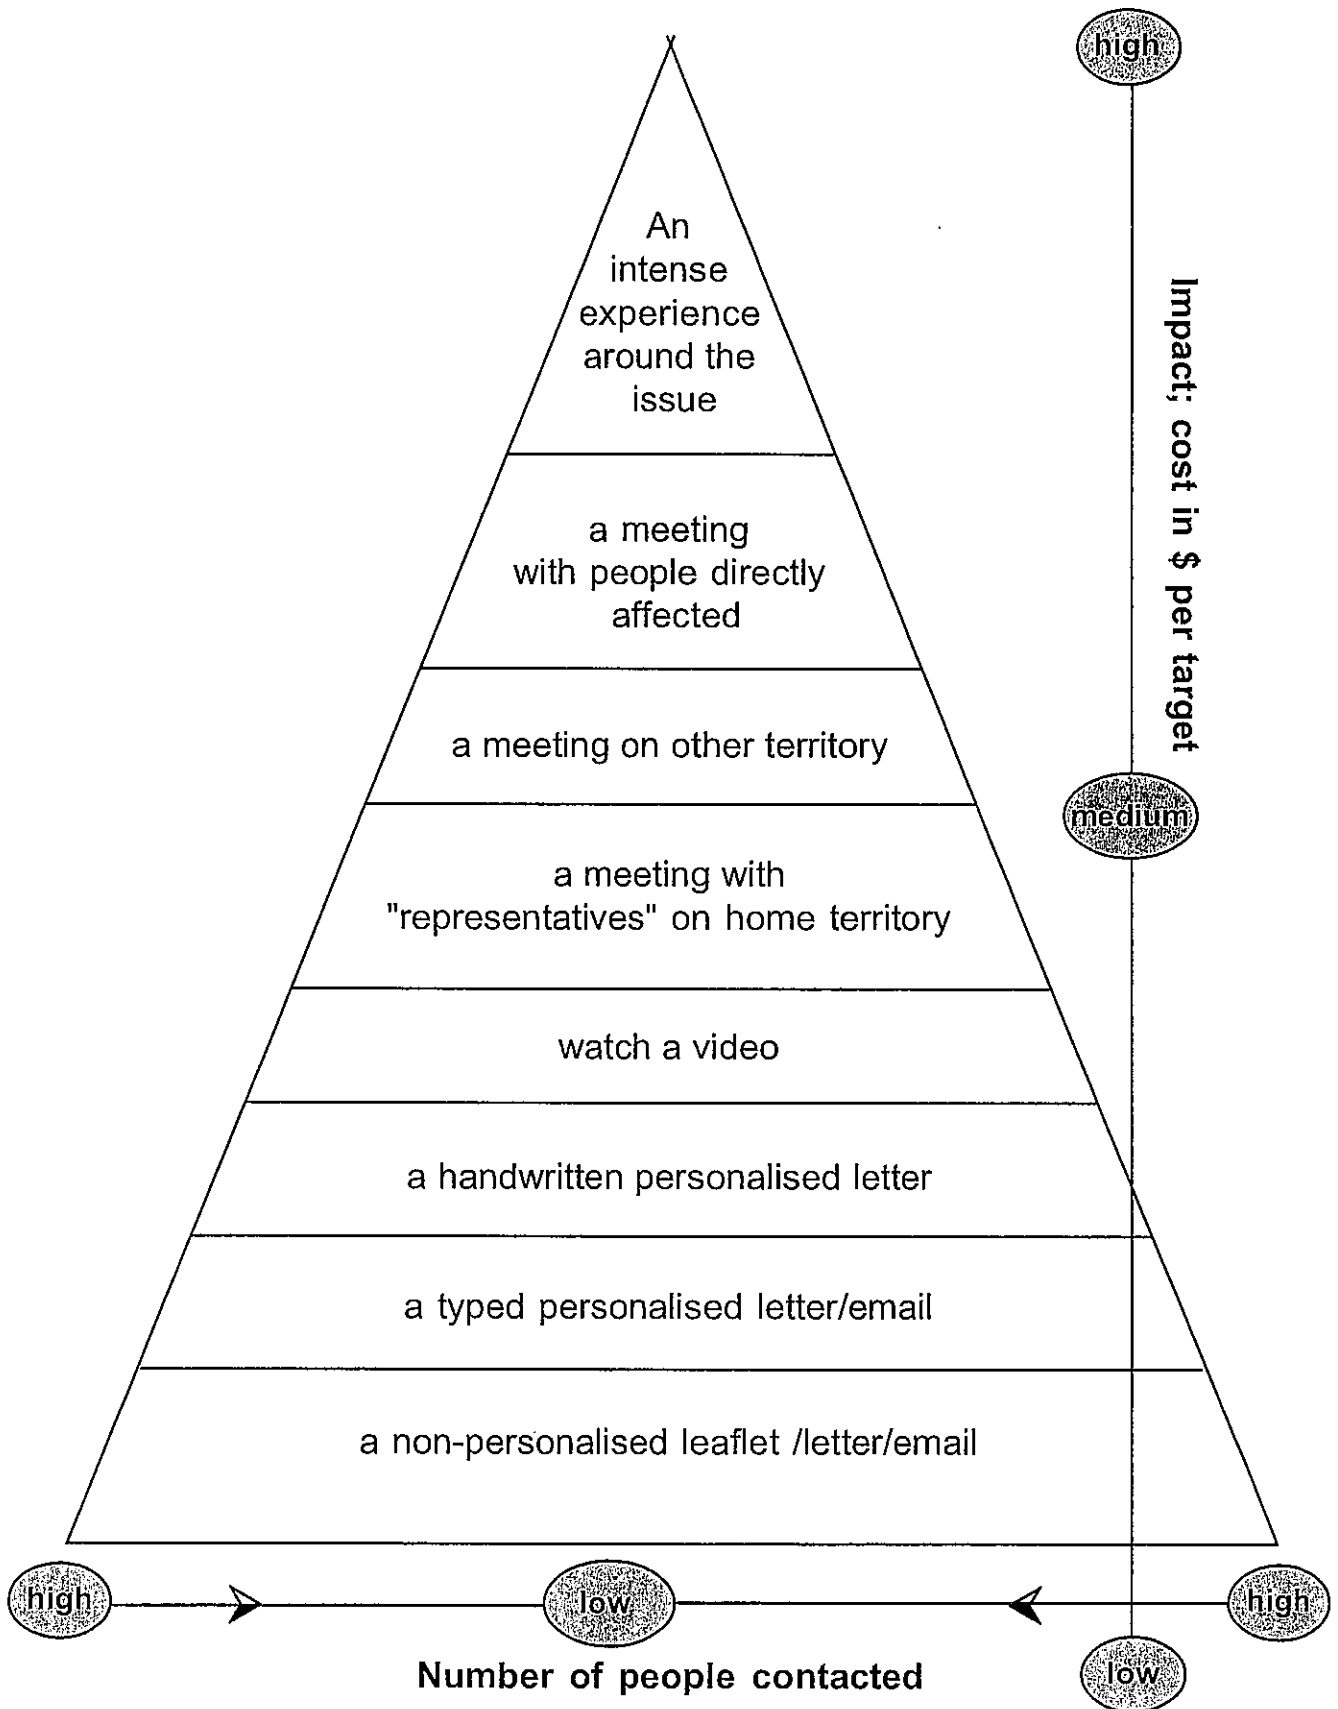 high
An
intense
experience
around the
issue
Impact; cost in $ per target
a meeting
with people directly
affected
a meeting on other territory
medium
a meeting with
"representatives" on home territory
watch a video
a handwritten personalised letter
a typed personalised letter/email
a non-personalised leaflet /letter/email
high
low
high
Number of people contacted
low